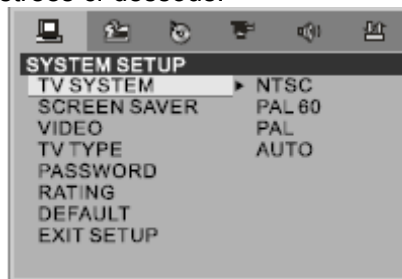 SYSTEM SETUP
TV SYSTEM NTSC
SCREEN SAVER PAL 60
VIDEO PAL
TV TYPE AUTO
PASSWORD
RATING
DEFAULT
EXIT SETUP